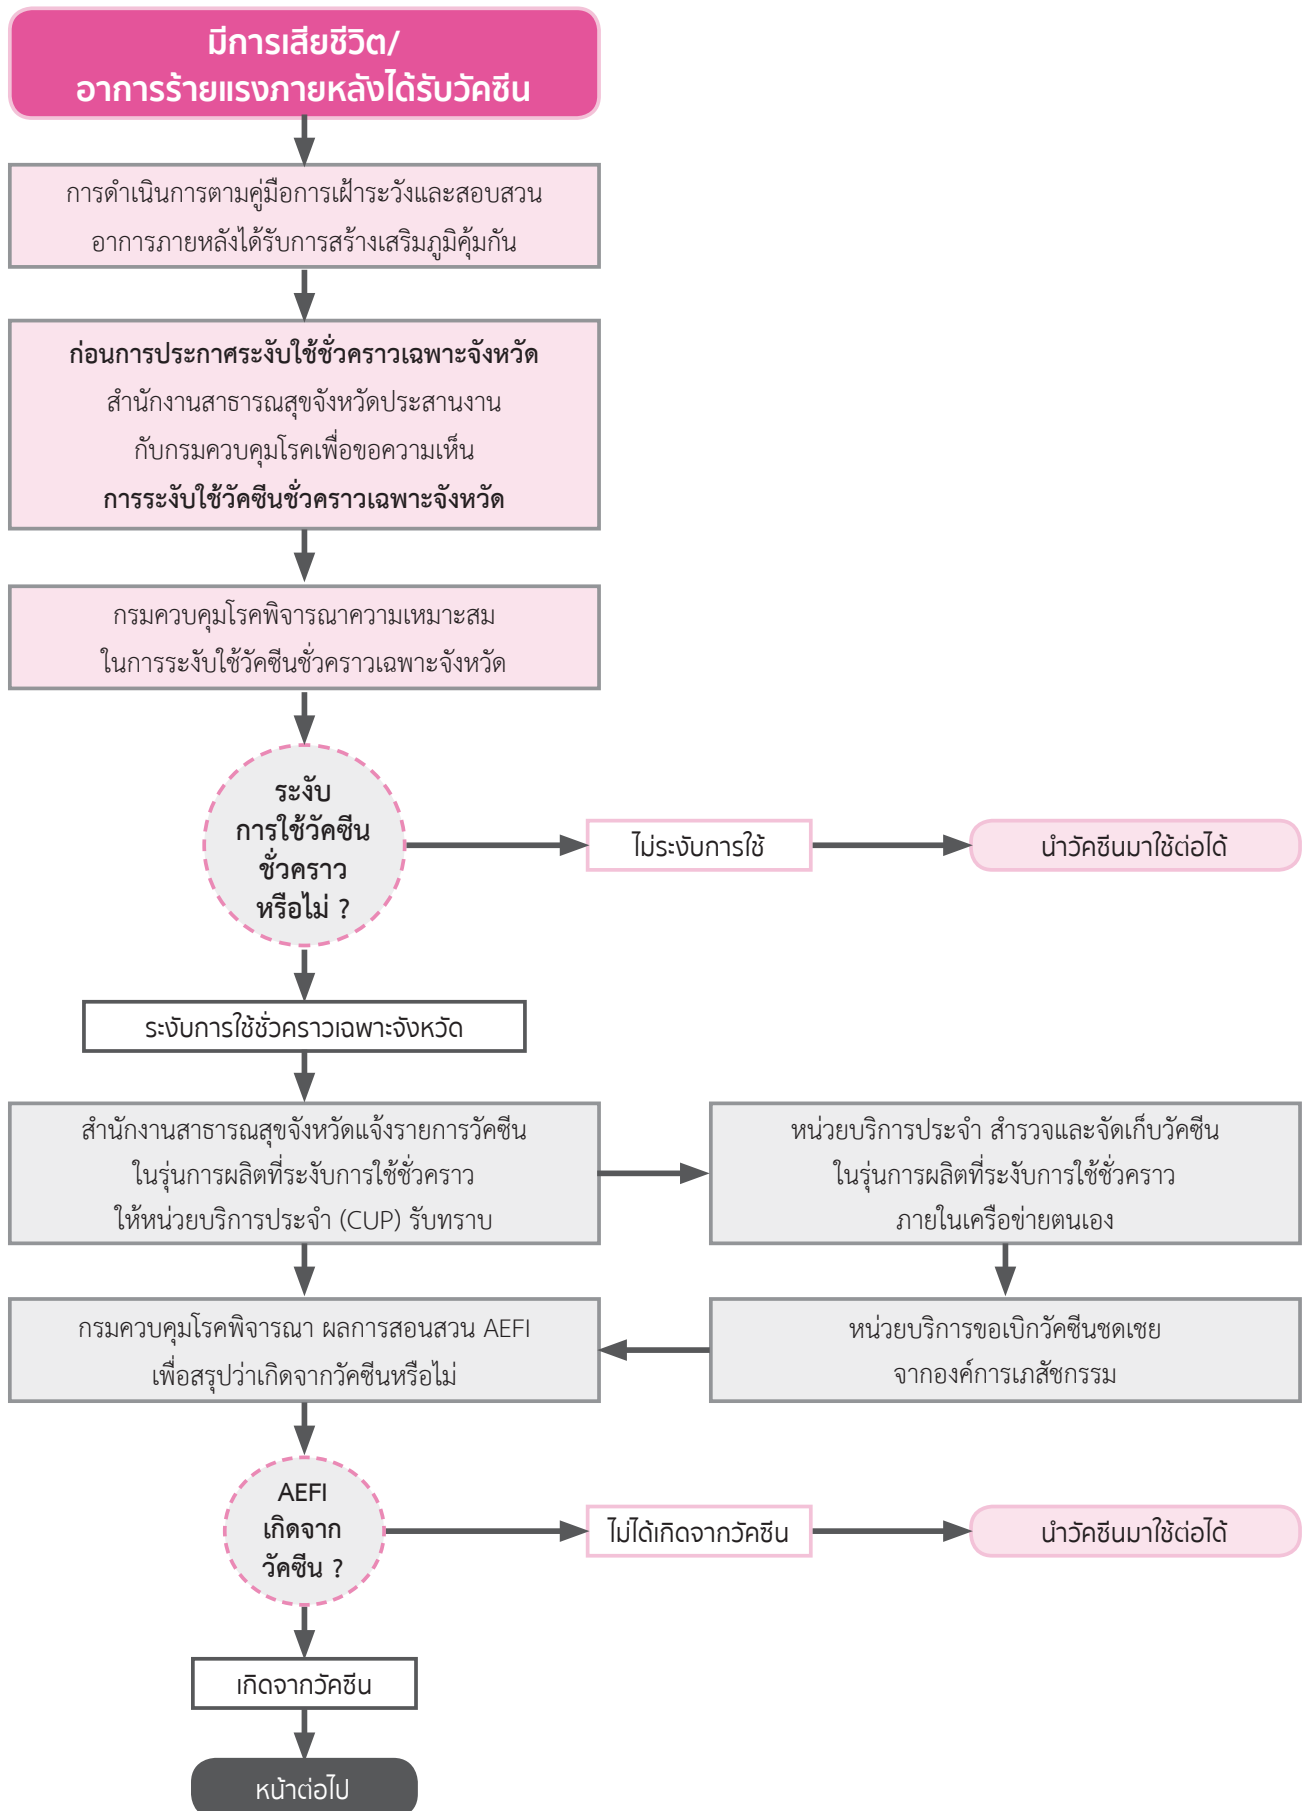 มีการเสียชีวิต/
อาการร้ายแรงภายหลังได้รับวัคซีน
การดำเนินการตามคู่มือการเฝ้าระวังและสอบสวน
อาการภายหลังได้รับการสร้างเสริมภูมิคุ้มกัน
ก่อนการประกาศระงับใช้ชั่วคราวเฉพาะจังหวัด
สำนักงานสาธารณสุขจังหวัดประสานงาน
กับกรมควบคุมโรคเพื่อขอความเห็น
การระงับใช้วัคซีนชั่วคราวเฉพาะจังหวัด
กรมควบคุมโรคพิจารณาความเหมาะสม
ในการระงับใช้วัคซีนชั่วคราวเฉพาะจังหวัด
ระงับ
การใช้วัคซีน
ชั่วคราว
หรือไม่ ?
ไม่ระงับการใช้
นำวัคซีนมาใช้ต่อได้
ระงับการใช้ชั่วคราวเฉพาะจังหวัด
สำนักงานสาธารณสุขจังหวัดแจ้งรายการวัคซีน
ในรุ่นการผลิตที่ระงับการใช้ชั่วคราว
ให้หน่วยบริการประจำ (CUP) รับทราบ
หน่วยบริการประจำ สำรวจและจัดเก็บวัคซีน
ในรุ่นการผลิตที่ระงับการใช้ชั่วคราว
ภายในเครือข่ายตนเอง
หน่วยบริการขอเบิกวัคซีนชดเชย
จากองค์การเภสัชกรรม
กรมควบคุมโรคพิจารณา ผลการสอนสวน AEFI
เพื่อสรุปว่าเกิดจากวัคซีนหรือไม่
AEFI
เกิดจาก
วัคซีน ?
ไม่ได้เกิดจากวัคซีน
นำวัคซีนมาใช้ต่อได้
เกิดจากวัคซีน
หน้าต่อไป